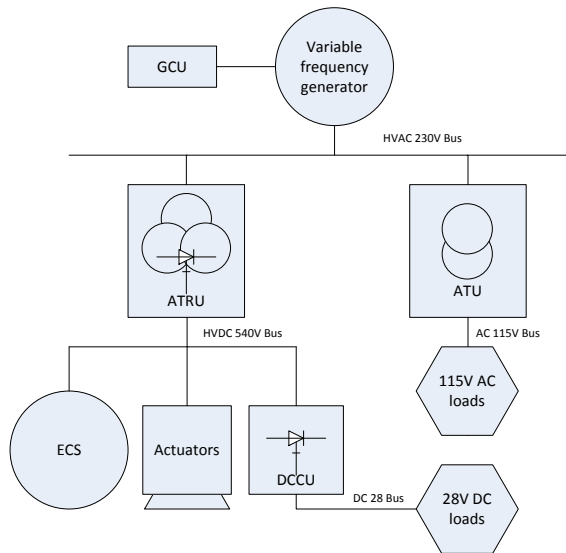 Variable
frequency
generator
GCU
HVAC 230V Bus
ATRU
ATU
HVDC 540V Bus
AC 115V Bus
115V AC
loads
ECS
Actuators
DCCU
DC 28 Bus
28V DC
loads